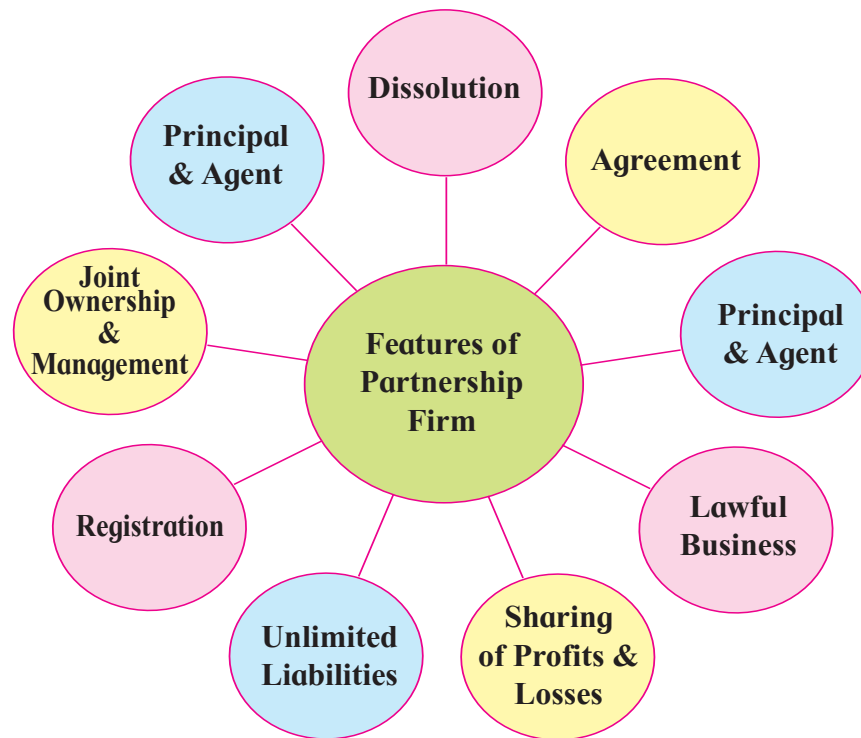 Dissolution
Agreement
Principal
& Agent
Lawful
Business
Sharing
of Profits &
Losses
Unlimited
Liabilities
Registration
Joint
Ownership
&
Management
Principal
& Agent
Features of
Partnership
Firm